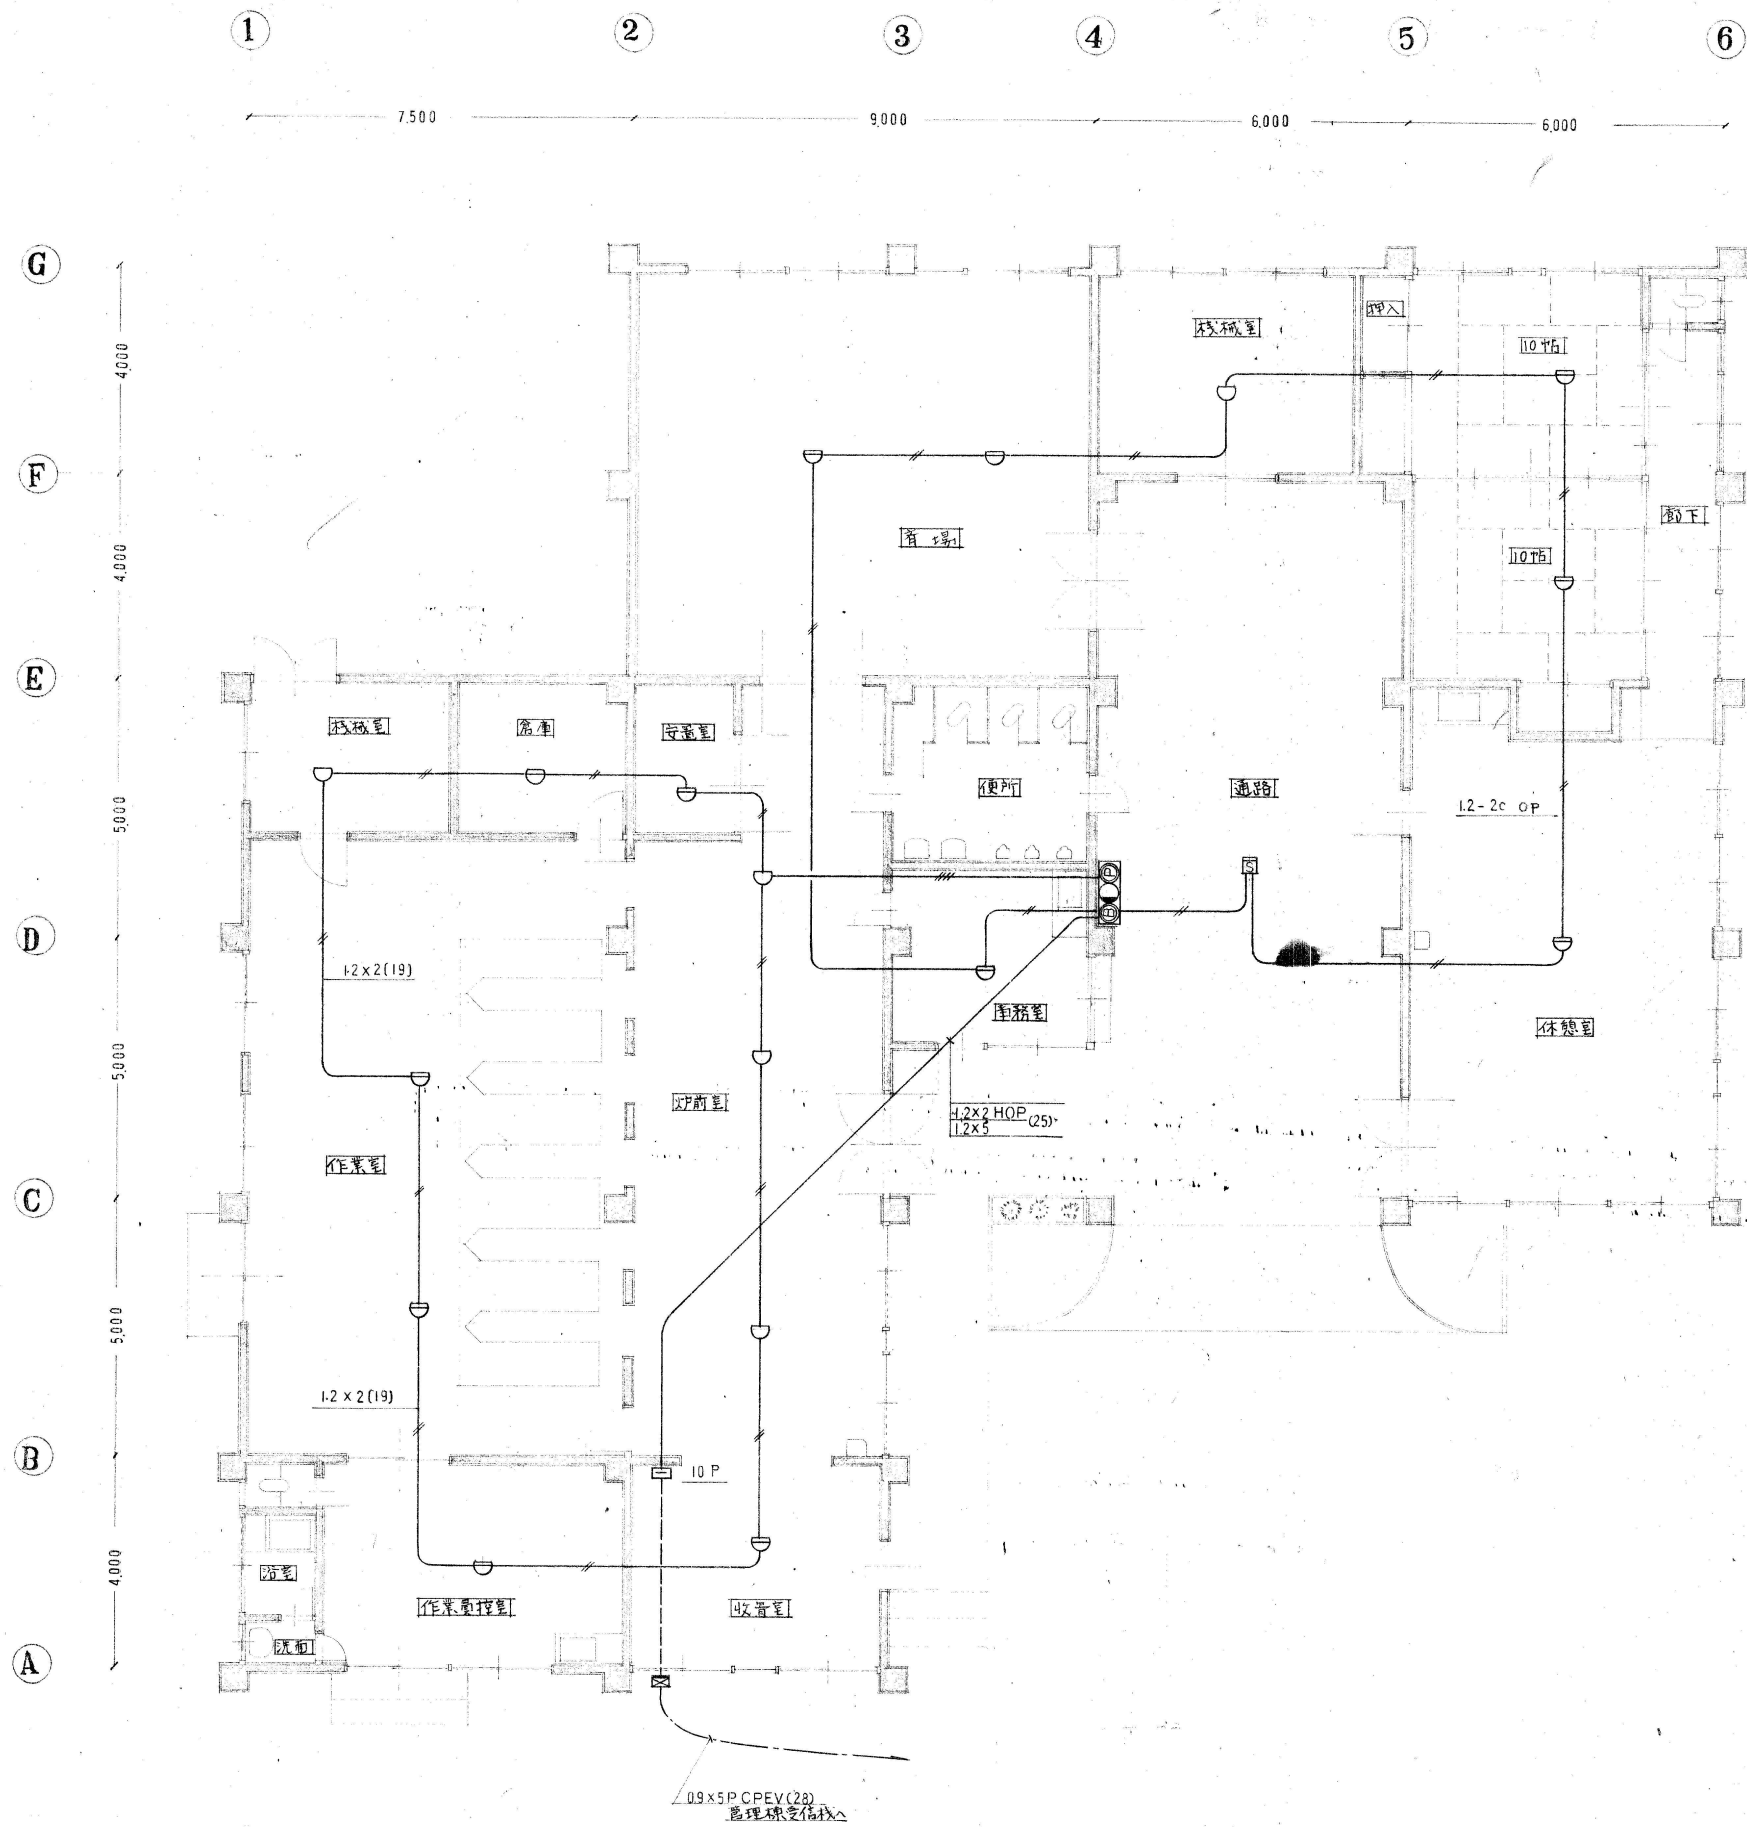 1 2 3 4 5 6
7,500 9,000 6,000 6,000
G
F
E
D
C
B
A
4,000
4,000
5,000
5,000
5,000
4,000
桟械室
押入
10帖
斉場
10帖
廊下
桟械室
倉庫
安置室
便所
通路
1.2-2C OP
S
P
B
1.2×2(19)
事務室
休憩室
炉前室
1.2×2 HOP
1.2×5
(25)
作業室
1.2×2(19)
10P
浴室
作業員控室
収骨室
洗面
0.9×5P CPEV(28)
管理棟受信桟へ